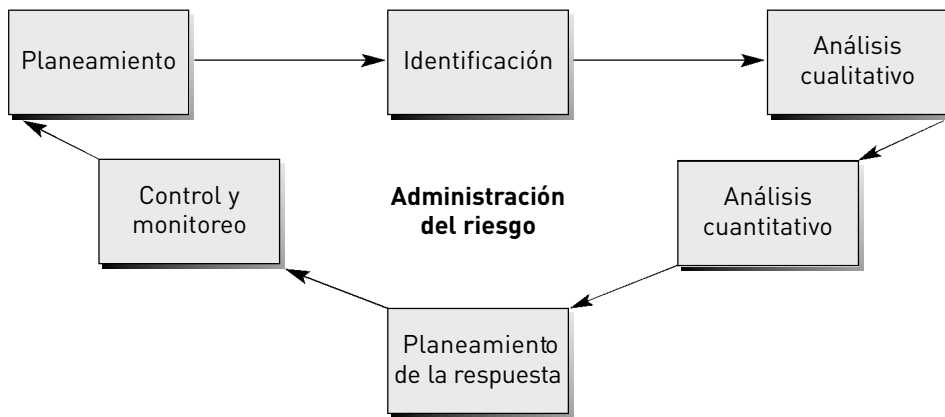 Planeamiento
Identificación
Análisis
cualitativo
Control y
monitoreo
Administración
del riesgo
Análisis
cuantitativo
Planeamiento
de la respuesta